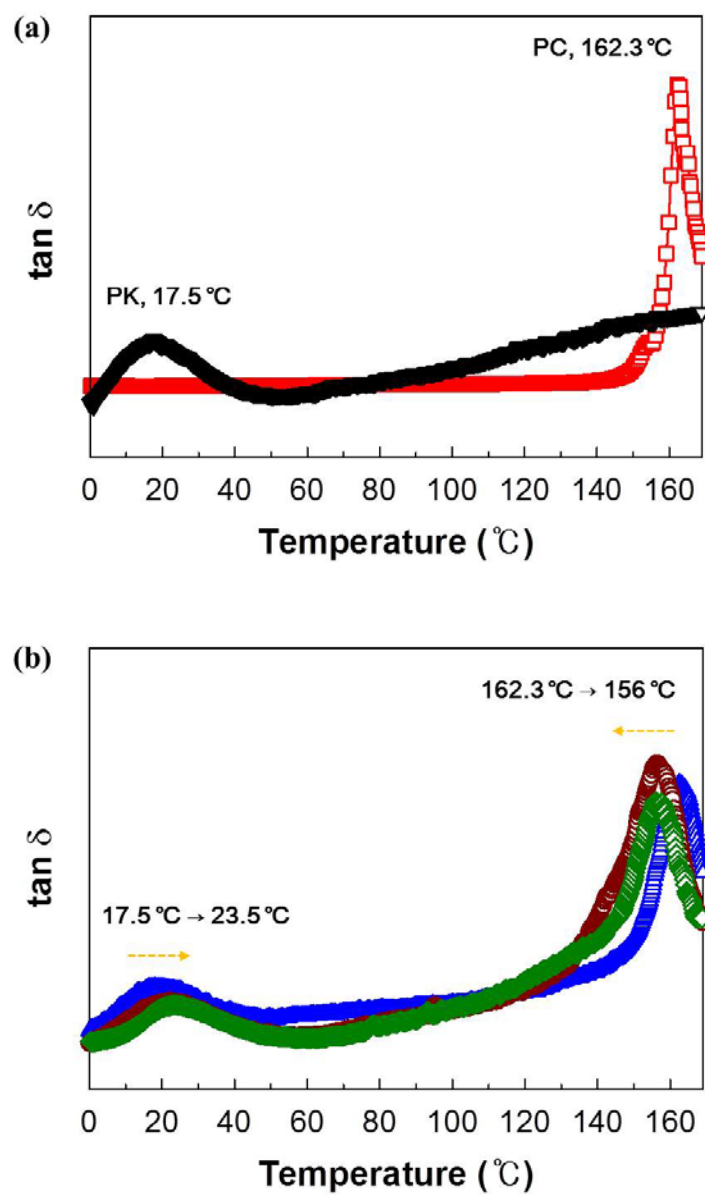 (a)
PC, 162.3 ℃
PK, 17.5 ℃
tan δ
0 20 40 60 80 100 120 140 160
Temperature (℃)
(b)
162.3 ℃ → 156 ℃
17.5 ℃ → 23.5 ℃
tan δ
0 20 40 60 80 100 120 140 160
Temperature (℃)